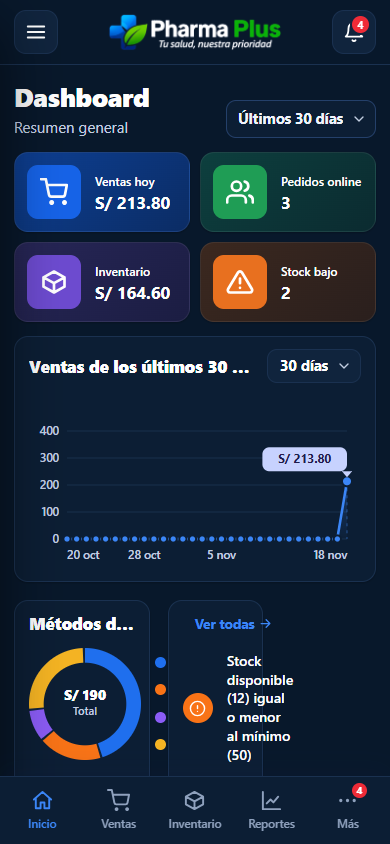 Pharma Plus
Tu salud, nuestra prioridad
4
Dashboard
Resumen general
Últimos 30 días
Ventas hoy
S/ 213.80
Pedidos online
3
Inventario
S/ 164.60
Stock bajo
2
Ventas de los últimos 30 ...
30 días
400
300
200
100
0
S/ 213.80
20 oct
28 oct
5 nov
18 nov
Métodos d...
S/ 190
Total
Ver todas →
Stock
disponible
(12) igual
o menor
al mínimo
(50)
Inicio
Ventas
Inventario
Reportes
4
Más